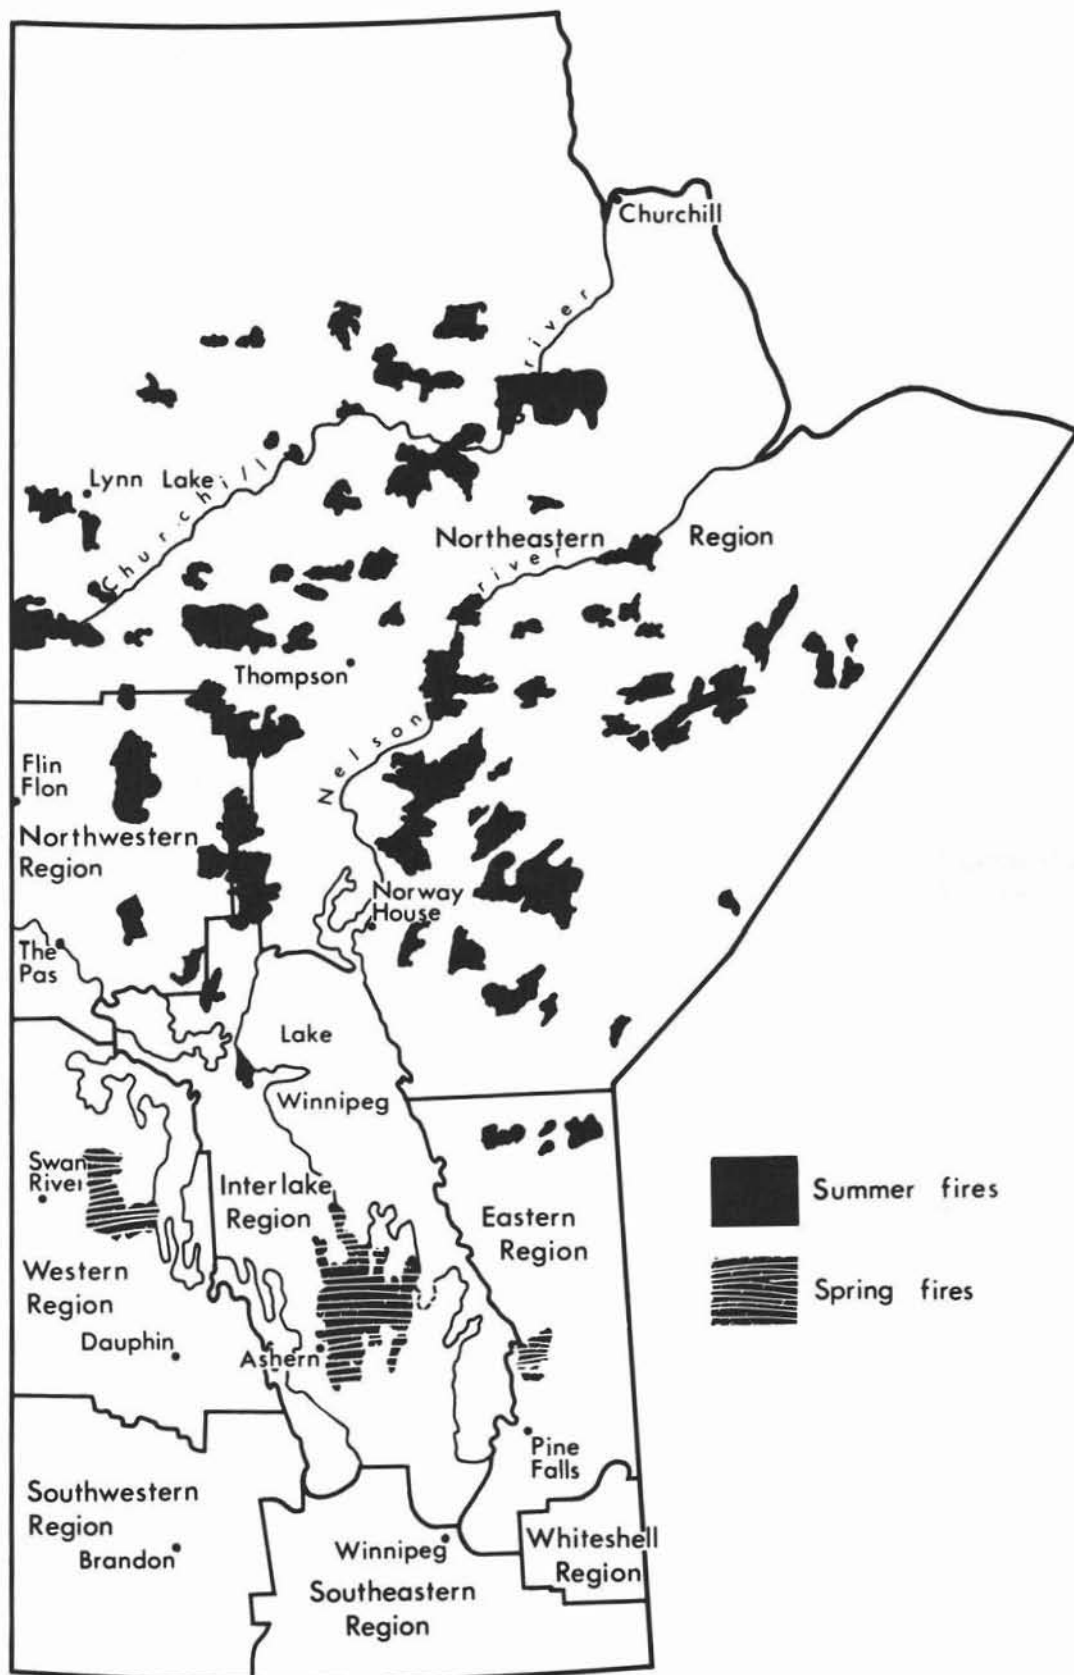 Churchill
river
Lynn Lake
Churchill
Northeastern Region
river
Thompson
Nelson
Flin
Flon
Northwestern
Region
Norway
House
The
Pas
Lake
Winnipeg
Swan
River
Interlake
Region
Eastern
Region
Summer fires
Western
Region
Spring fires
Dauphin
Ashern
Pine
Falls
Southwestern
Region
Brandon
Winnipeg
Whiteshell
Region
Southeastern
Region